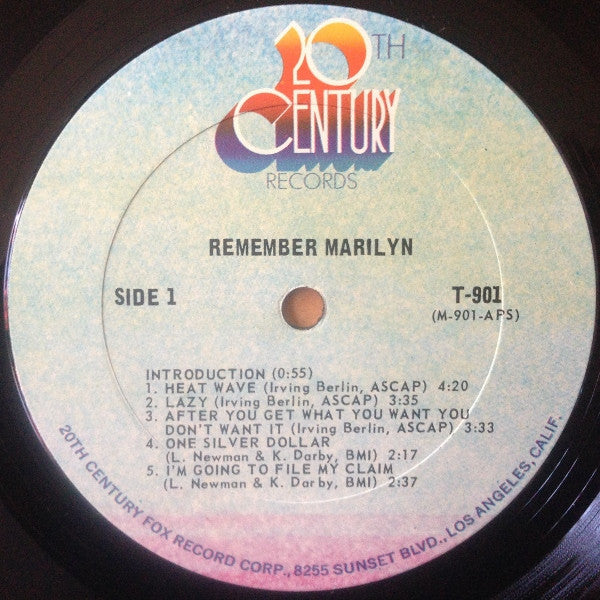 20TH
CENTURY
RECORDS
REMEMBER MARILYN
SIDE 1
T-901
(M-901-APS)
INTRODUCTION (0:55)
1. HEAT WAVE (Irving Berlin, ASCAP) 4:20
2. LAZY (Irving Berlin, ASCAP) 3:35
3. AFTER YOU GET WHAT YOU WANT YOU
DON'T WANT IT (Irving Berlin, ASCAP) 3:33
4. ONE SILVER DOLLAR
(L. Newman & K. Darby, BMI) 2:17
5. I'M GOING TO FILE MY CLAIM
(L. Newman & K. Darby, BMI) 2:37
20TH CENTURY FOX RECORD CORP., 8255 SUNSET BLVD., LOS ANGELES, CALIF.